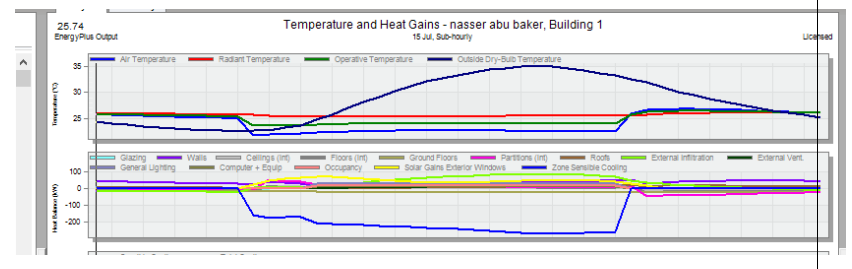 25.74
Temperature and Heat Gains - nasser abu baker, Building 1
EnergyPlus Output
15 Jul, Sub-hourly
Licensed
Air Temperature
Radiant Temperature
Operative Temperature
Outside Dry-Bulb Temperature
Temperature (°C)
35
30
25
Glazing
Walls
Ceilings (int)
Floors (int)
Ground Floors
Partitions (int)
Roofs
External Infiltration
External Vent.
General Lighting
Computer + Equip
Occupancy
Solar Gains Exterior Windows
Zone Sensible Cooling
Heat Balance (kW)
100
0
-100
-200